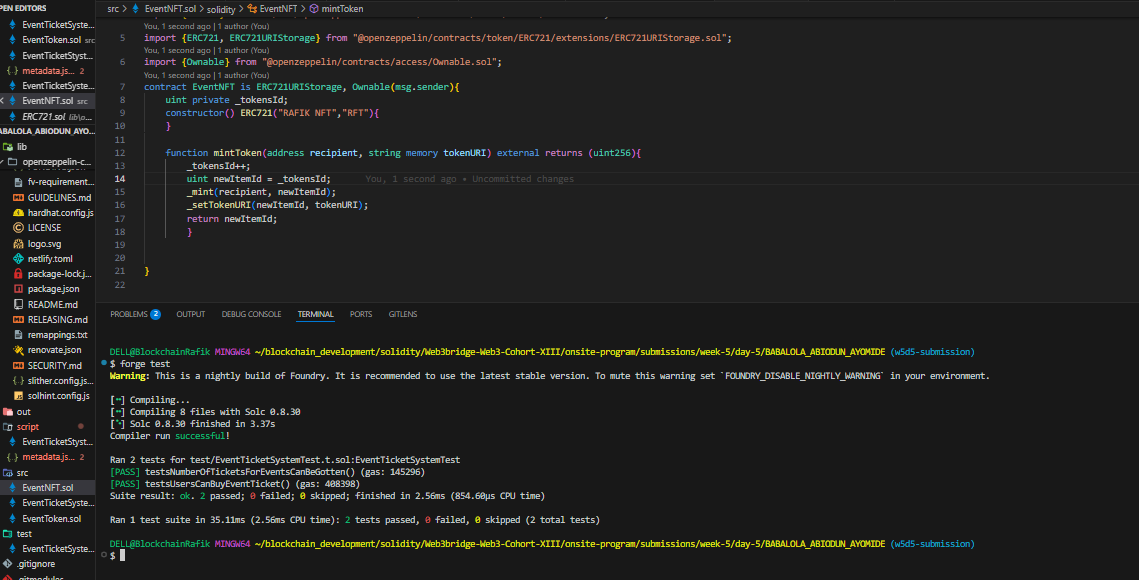 PEN EDITORS
EventTicketSyste...
EventToken.sol src
EventTicketStyst...
metadata.js... 2
EventTicketSyste...
EventNFT.sol src
ERC721.sol lib\p...
ABALOLA_ABIODUN_AYO...
lib
openzeppelin-c...
fv-requirement...
GUIDELINES.md
hardhat.config.js
LICENSE
logo.svg
netlify.toml
package-lock.j...
package.json
README.md
RELEASING.md
remappings.txt
renovate.json
SECURITY.md
slither.config.js...
solhint.config.js
out
script
EventTicketStyst...
metadata.js... 2
src
EventNFT.sol
EventTicketSyste...
EventToken.sol
test
EventTicketSyste...
.gitignore
.gitmodules
src > EventNFT.sol > solidity > EventNFT > mintToken
You, 1 second ago | 1 author (You)
5 import {ERC721, ERC721URIStorage} from "@openzeppelin/contracts/token/ERC721/extensions/ERC721URIStorage.sol";
You, 1 second ago | 1 author (You)
6 import {Ownable} from "@openzeppelin/contracts/access/Ownable.sol";
You, 1 second ago | 1 author (You)
7 contract EventNFT is ERC721URIStorage, Ownable(msg.sender){
8 uint private _tokensId;
9 constructor() ERC721("RAFIK NFT","RFT"){
10 }
11
12 function mintToken(address recipient, string memory tokenURI) external returns (uint256){
13 _tokensId++;
14 uint newItemId = _tokensId; You, 1 second ago • Uncommitted changes
15 _mint(recipient, newItemId);
16 _setTokenURI(newItemId, tokenURI);
17 return newItemId;
18 }
19
20
21 }
22
PROBLEMS 2 OUTPUT DEBUG CONSOLE TERMINAL PORTS GITLENS
DELL@BlockchainRafik MINGW64 ~/blockchain_development/solidity/Web3bridge-Web3-Cohort-XIII/onsite-program/submissions/week-5/day-5/BABALOLA_ABIODUN_AYOMIDE (w5d5-submission)
$ forge test
Warning: This is a nightly build of Foundry. It is recommended to use the latest stable version. To mute this warning set `FOUNDRY_DISABLE_NIGHTLY_WARNING` in your environment.
[⠒] Compiling...
[⠒] Compiling 8 files with Solc 0.8.30
[⠑] Solc 0.8.30 finished in 3.37s
Compiler run successful!
Ran 2 tests for test/EventTicketSystemTest.t.sol:EventTicketSystemTest
[PASS] testsNumberOfTicketsForEventsCanBeGotten() (gas: 145296)
[PASS] testsUsersCanBuyEventTicket() (gas: 408398)
Suite result: ok. 2 passed; 0 failed; 0 skipped; finished in 2.56ms (854.60µs CPU time)
Ran 1 test suite in 35.11ms (2.56ms CPU time): 2 tests passed, 0 failed, 0 skipped (2 total tests)
DELL@BlockchainRafik MINGW64 ~/blockchain_development/solidity/Web3bridge-Web3-Cohort-XIII/onsite-program/submissions/week-5/day-5/BABALOLA_ABIODUN_AYOMIDE (w5d5-submission)
$